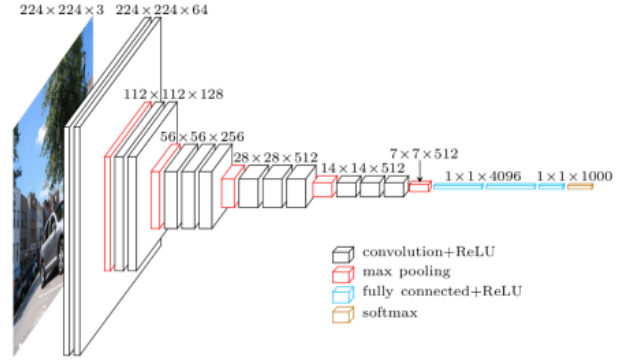 224×224×3
224×224×64
112×112×128
56×56×256
28×28×512
14×14×512
7×7×512
1×1×4096
1×1×1000
convolution+ReLU
max pooling
fully connected+ReLU
softmax